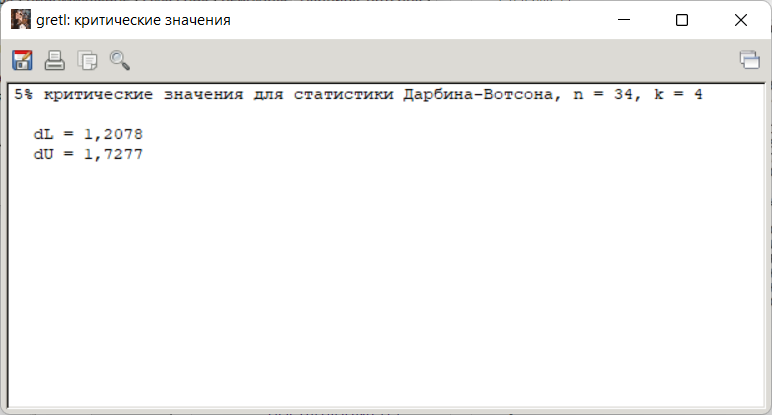 gretl: критические значения
5% критические значения для статистики Дарбина-Вотсона, n = 34, k = 4
dL = 1,2078
dU = 1,7277